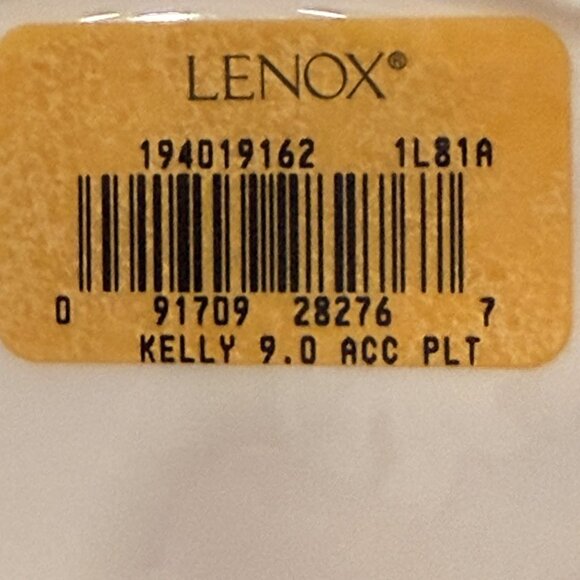 LENOX®
194019162 1L81A
0 91709 28276 7
KELLY 9.0 ACC PLT